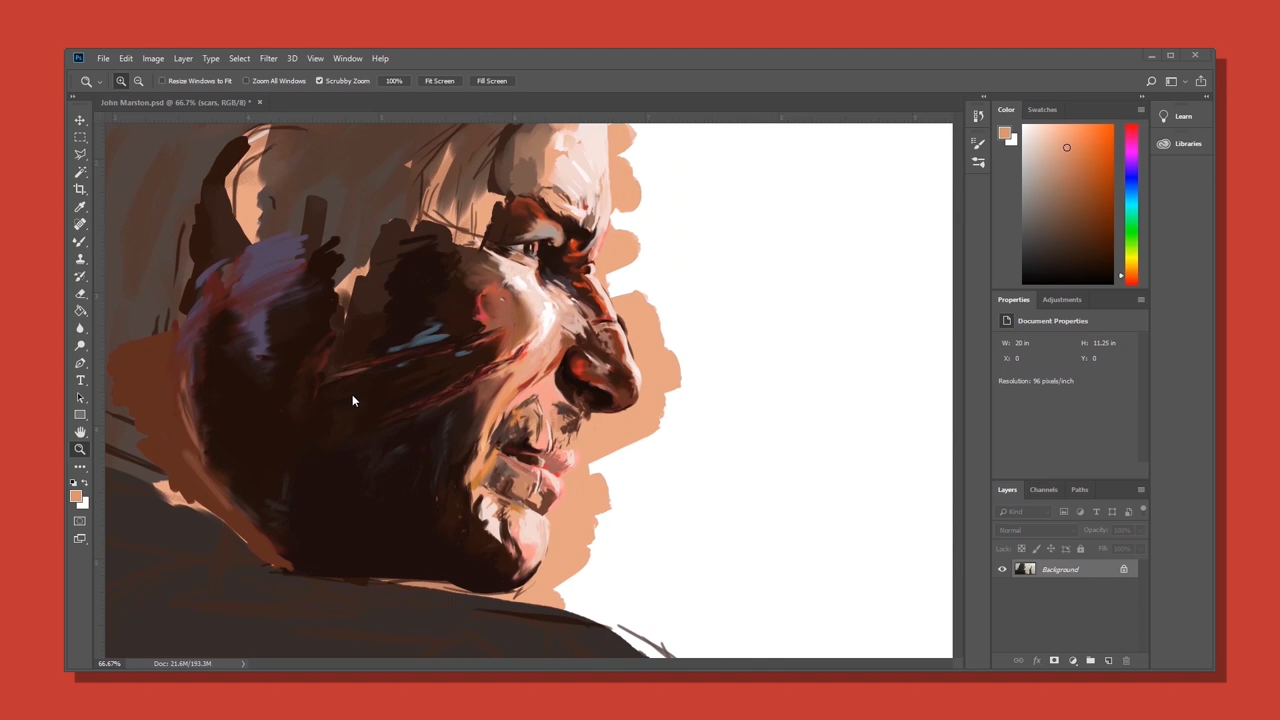 Ps File Edit Image Layer Type Select Filter 3D View Window Help
Resize Windows to Fit Zoom All Windows Scrubby Zoom 100% Fit Screen Fill Screen
John Marston.psd @ 66.7% (scars, RGB/8) *
Color Swatches
Learn
Libraries
Properties Adjustments
Document Properties
W: 20 in H: 11.25 in
X: 0 Y: 0
Resolution: 96 pixels/inch
Layers Channels Paths
Kind
Normal Opacity: 100%
Lock: Fill: 100%
Background
fx
66.67% Doc: 21.6M/193.3M